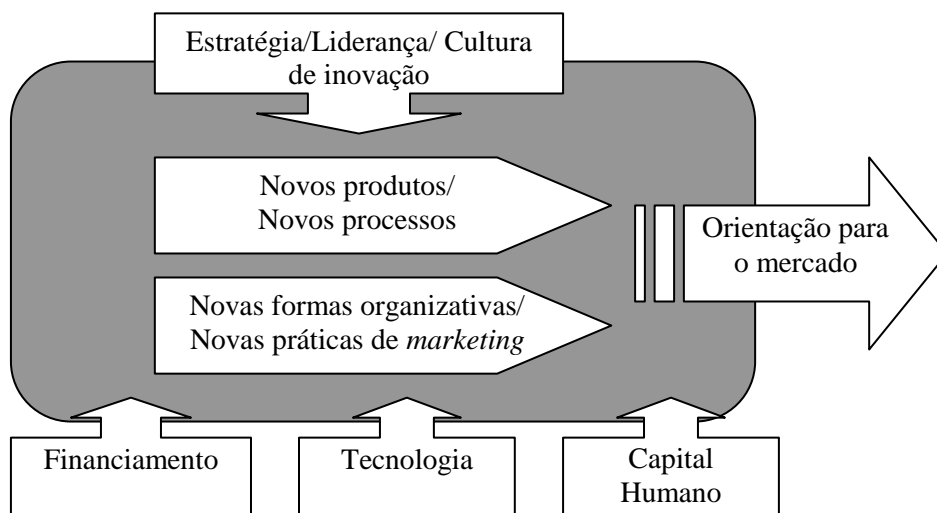 Estratégia/Liderança/ Cultura
de inovação
Novos produtos/
Novos processos
Orientação para
o mercado
Novas formas organizativas/
Novas práticas de marketing
Financiamento
Tecnologia
Capital
Humano